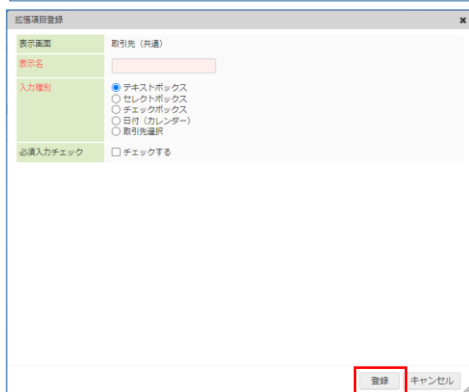 拡張項目登録
表示画面 取引先（共通）
表示名
入力種別 テキストボックス
セレクトボックス
チェックボックス
日付（カレンダー）
取引先選択
必須入力チェック チェックする
登録 キャンセル